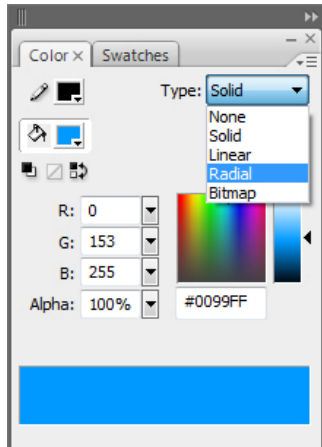 Color× Swatches
Type: Solid
None
Solid
Linear
Radial
Bitmap
R: 0
G: 153
B: 255
Alpha: 100%
#0099FF